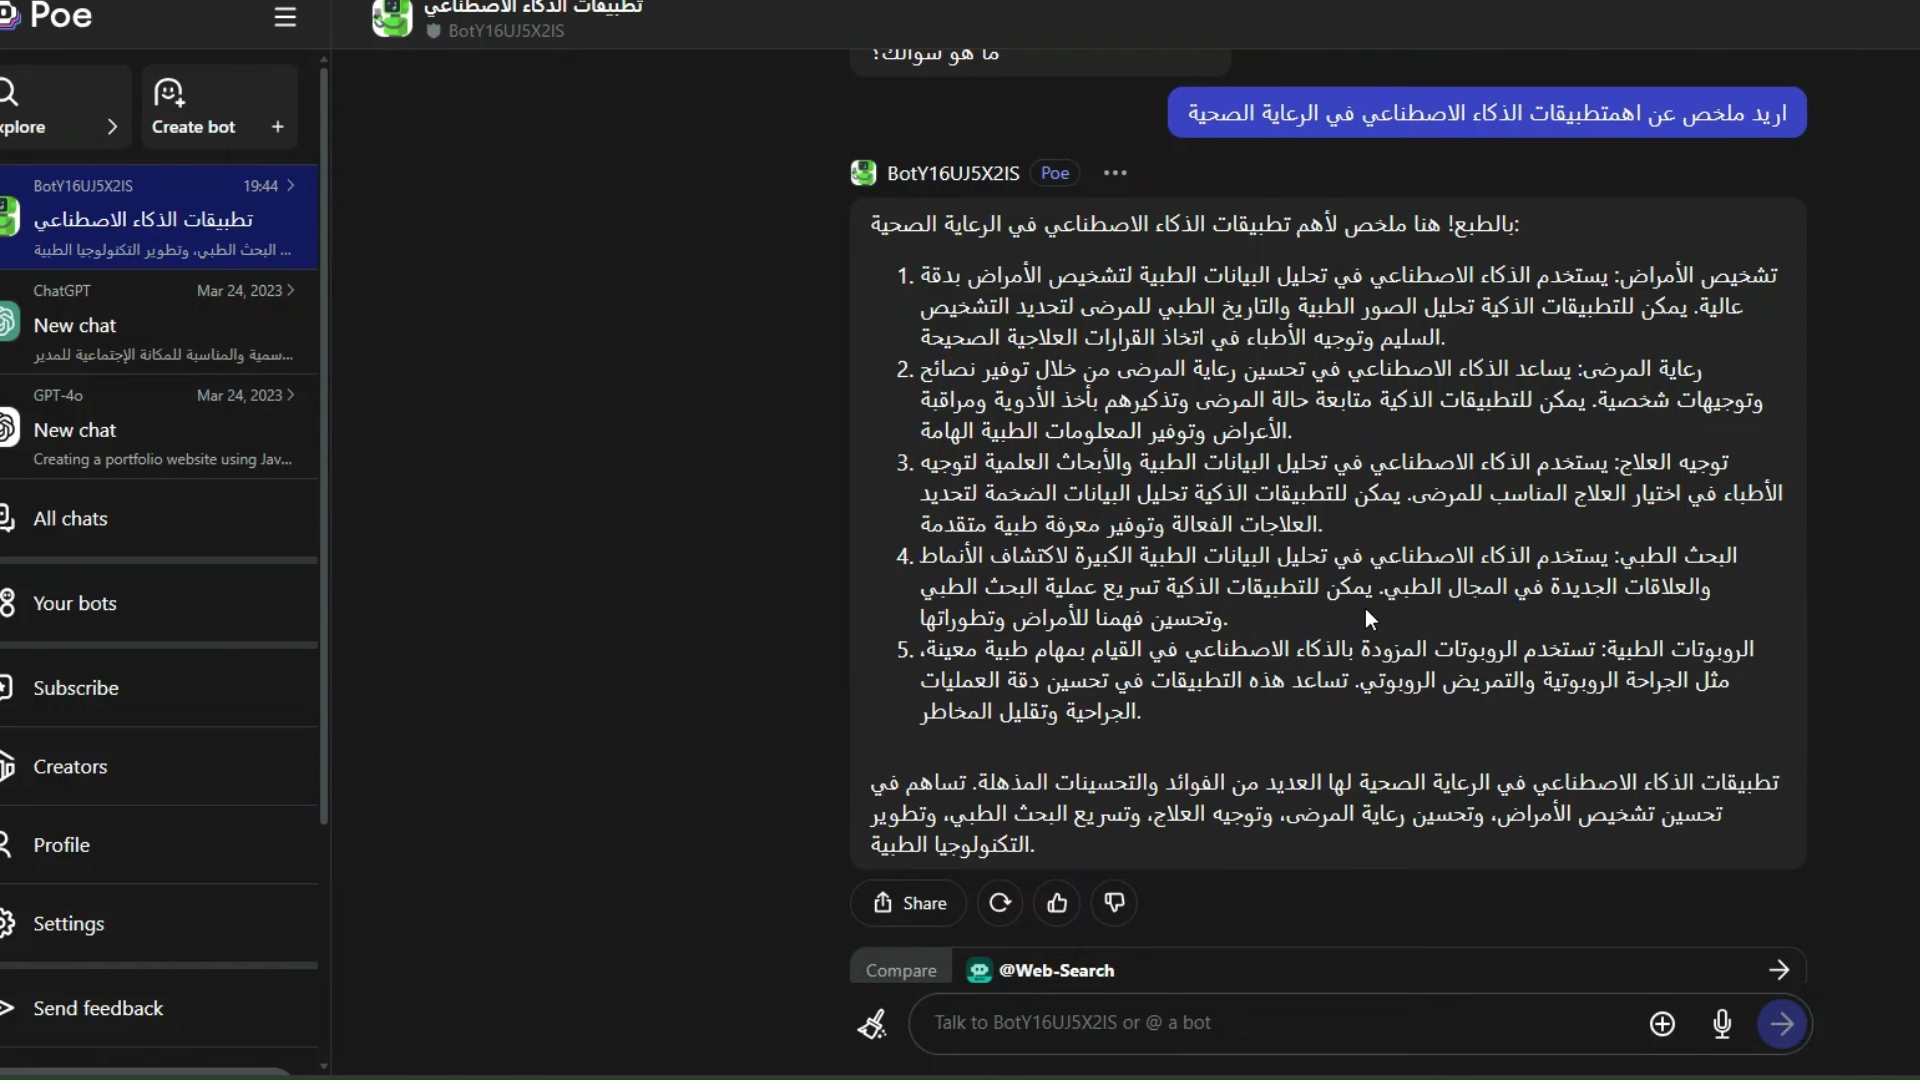 Poe
xplore
Create bot
BotY16UJ5X2IS 19:44
تطبيقات الذكاء الاصطناعي
البحث الطبي، وتطوير التكنولوجيا الطبية ...
ChatGPT Mar 24, 2023
New chat
سمية والمناسبة للمكانة الإجتماعية للمدير...
GPT-4o Mar 24, 2023
New chat
Creating a portfolio website using Jav...
All chats
Your bots
Subscribe
Creators
Profile
Settings
Send feedback
تطبيقات الذكاء الاصطناعي
BotY16UJ5X2IS
ما هو سؤالك؟
اريد ملخص عن اهمتطبيقات الذكاء الاصطناعي في الرعاية الصحية
BotY16UJ5X2IS Poe
بالطبع! هنا ملخص لأهم تطبيقات الذكاء الاصطناعي في الرعاية الصحية:
1. تشخيص الأمراض: يستخدم الذكاء الاصطناعي في تحليل البيانات الطبية لتشخيص الأمراض بدقة
عالية. يمكن للتطبيقات الذكية تحليل الصور الطبية والتاريخ الطبي للمرضى لتحديد التشخيص
السليم وتوجيه الأطباء في اتخاذ القرارات العلاجية الصحيحة.
2. رعاية المرضى: يساعد الذكاء الاصطناعي في تحسين رعاية المرضى من خلال توفير نصائح
وتوجيهات شخصية. يمكن للتطبيقات الذكية متابعة حالة المرضى وتذكيرهم بأخذ الأدوية ومراقبة
الأعراض وتوفير المعلومات الطبية الهامة.
3. توجيه العلاج: يستخدم الذكاء الاصطناعي في تحليل البيانات الطبية والأبحاث العلمية لتوجيه
الأطباء في اختيار العلاج المناسب للمرضى. يمكن للتطبيقات الذكية تحليل البيانات الضخمة لتحديد
العلاجات الفعالة وتوفير معرفة طبية متقدمة.
4. البحث الطبي: يستخدم الذكاء الاصطناعي في تحليل البيانات الطبية الكبيرة لاكتشاف الأنماط
والعلاقات الجديدة في المجال الطبي. يمكن للتطبيقات الذكية تسريع عملية البحث الطبي
وتحسين فهمنا للأمراض وتطوراتها.
5. الروبوتات الطبية: تستخدم الروبوتات المزودة بالذكاء الاصطناعي في القيام بمهام طبية معينة،
مثل الجراحة الروبوتية والتمريض الروبوتي. تساعد هذه التطبيقات في تحسين دقة العمليات
الجراحية وتقليل المخاطر.
تطبيقات الذكاء الاصطناعي في الرعاية الصحية لها العديد من الفوائد والتحسينات المذهلة. تساهم في
تحسين تشخيص الأمراض، وتحسين رعاية المرضى، وتوجيه العلاج، وتسريع البحث الطبي، وتطوير
التكنولوجيا الطبية.
Share
Compare @Web-Search
Talk to BotY16UJ5X2IS or @ a bot